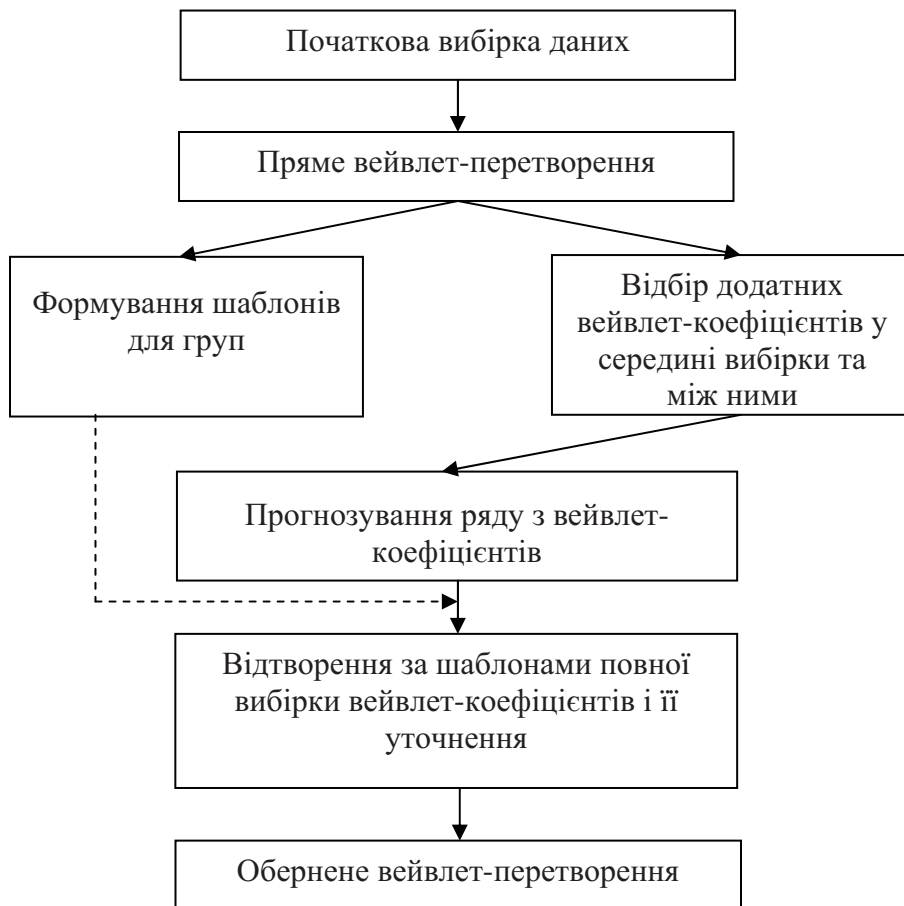 Початкова вибірка даних
Пряме вейвлет-перетворення
Формування шаблонів
для груп
Відбір додатних
вейвлет-коефіцієнтів у
середині вибірки та
між ними
Прогнозування ряду з вейвлет-
коефіцієнтів
Відтворення за шаблонами повної
вибірки вейвлет-коефіцієнтів і її
уточнення
Обернене вейвлет-перетворення